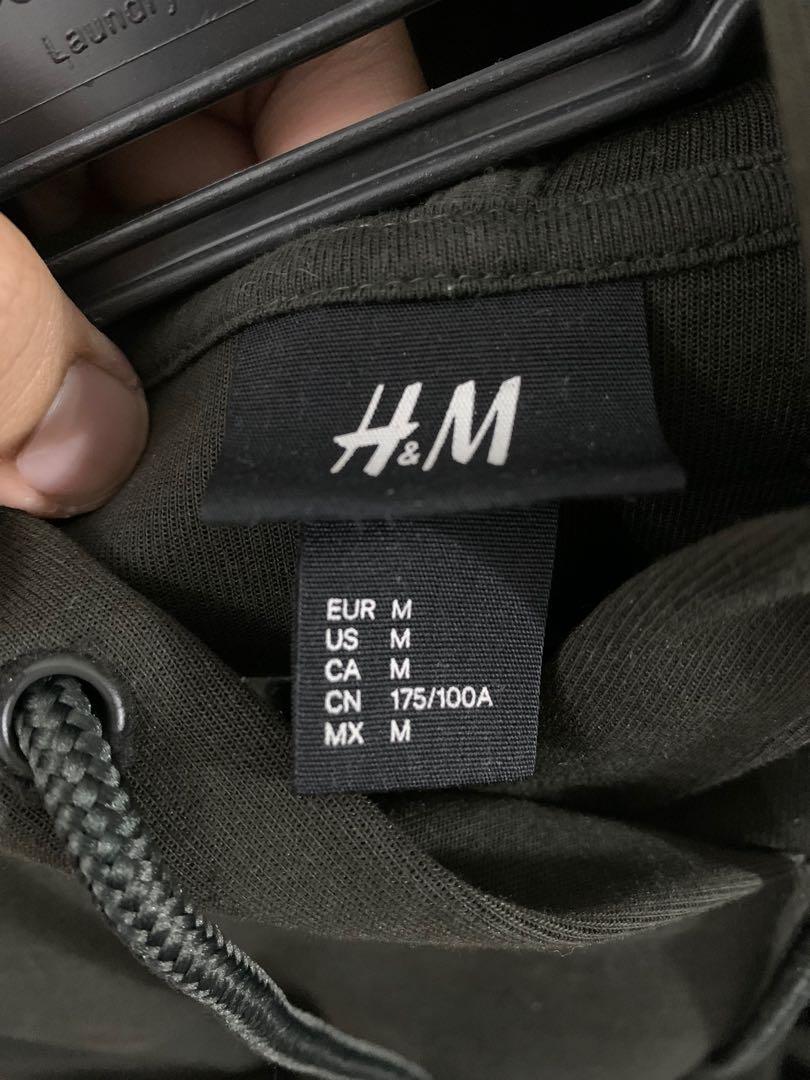 Laundry
H&M
EUR M
US M
CA M
CN 175/100A
MX M